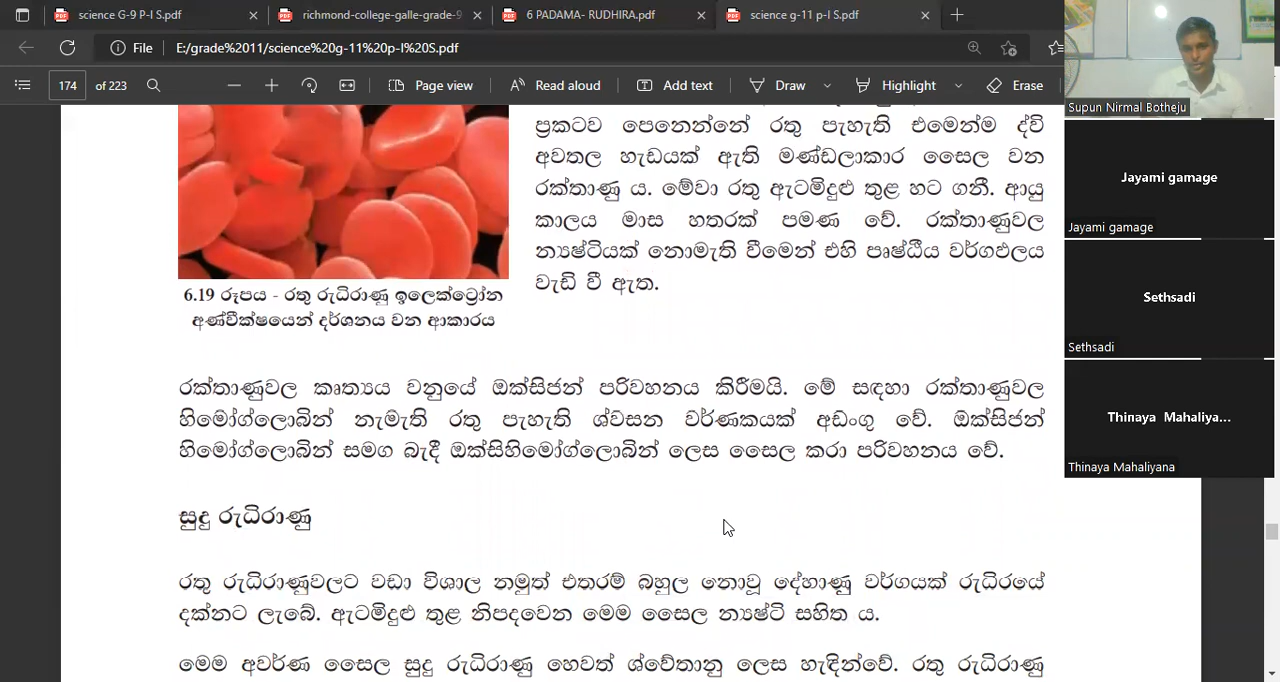 science G-9 P-I S.pdf
richmond-college-galle-grade-9
6 PADAMA- RUDHIRA.pdf
science g-11 p-I S.pdf
File
E:/grade%2011/science%20g-11%20p-I%20S.pdf
174 of 223
Page view
Read aloud
Add text
Draw
Highlight
Erase
Supun Nirmal Botheju
Jayami gamage
Jayami gamage
Sethsadi
Sethsadi
Thinaya Mahaliya...
Thinaya Mahaliyana
ප්‍රකටව පෙනෙන්නේ රතු පැහැති එමෙන්ම ද්වි
අවතල හැඩයක් ඇති මණ්ඩලාකාර සෛල වන
රක්තාණු ය. මේවා රතු ඇටමිදුළු තුළ හට ගනී. ආයු
කාලය මාස හතරක් පමණ වේ. රක්තාණුවල
න්‍යෂ්ටියක් නොමැති වීමෙන් එහි පෘෂ්ඨීය වර්ගඵලය
වැඩි වී ඇත.
6.19 රූපය - රතු රුධිරාණු ඉලෙක්ට්‍රෝන
අණ්වීක්ෂයෙන් දර්ශනය වන ආකාරය
රක්තාණුවල කෘත්‍යය වනුයේ ඔක්සිජන් පරිවහනය කිරීමයි. මේ සඳහා රක්තාණුවල
හිමෝග්ලොබින් නැමැති රතු පැහැති ශ්වසන වර්ණකයක් අඩංගු වේ. ඔක්සිජන්
හිමෝග්ලොබින් සමග බැදී ඔක්සිහිමෝග්ලොබින් ලෙස සෛල කරා පරිවහනය වේ.
සුදු රුධිරාණු
රතු රුධිරාණුවලට වඩා විශාල නමුත් එතරම් බහුල නොවූ දේහාණු වර්ගයක් රුධිරයේ
දක්නට ලැබේ. ඇටමිදුළු තුළ නිපදවෙන මෙම සෛල න්‍යෂ්ටි සහිත ය.
මෙම අවර්ණ සෛල සුදු රුධිරාණු හෙවත් ශ්වේතානු ලෙස හැඳින්වේ. රතු රුධිරාණු